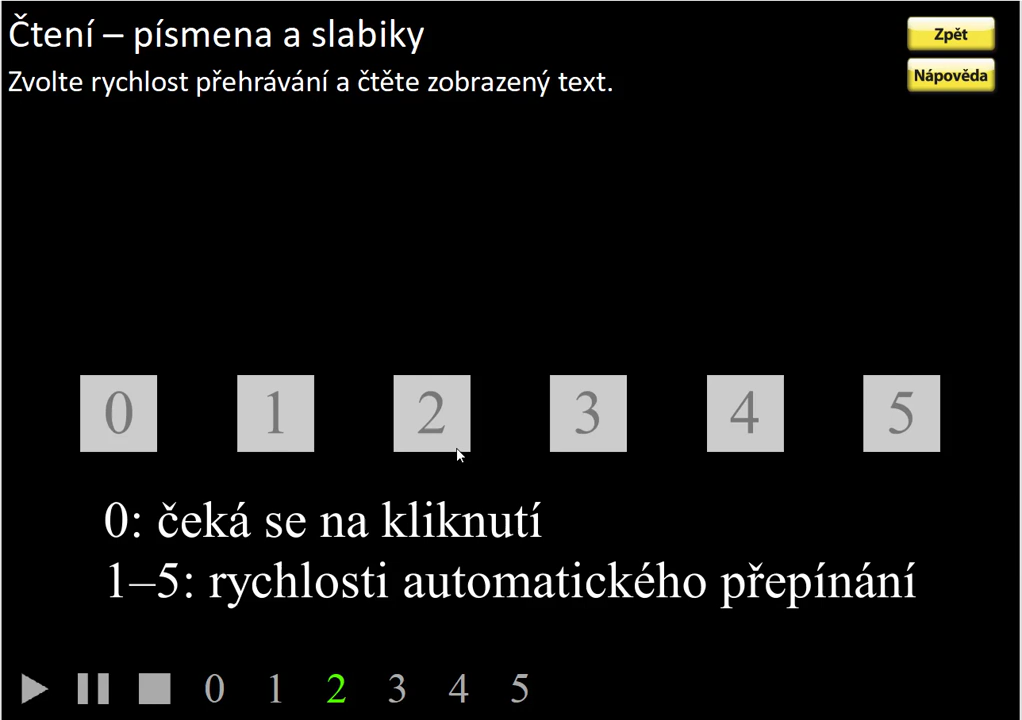 Čtení – písmena a slabiky
Zpět
Zvolte rychlost přehrávání a čtěte zobrazený text.
Nápověda
0 1 2 3 4 5
0: čeká se na kliknutí
1–5: rychlosti automatického přepínání
0 1 2 3 4 5